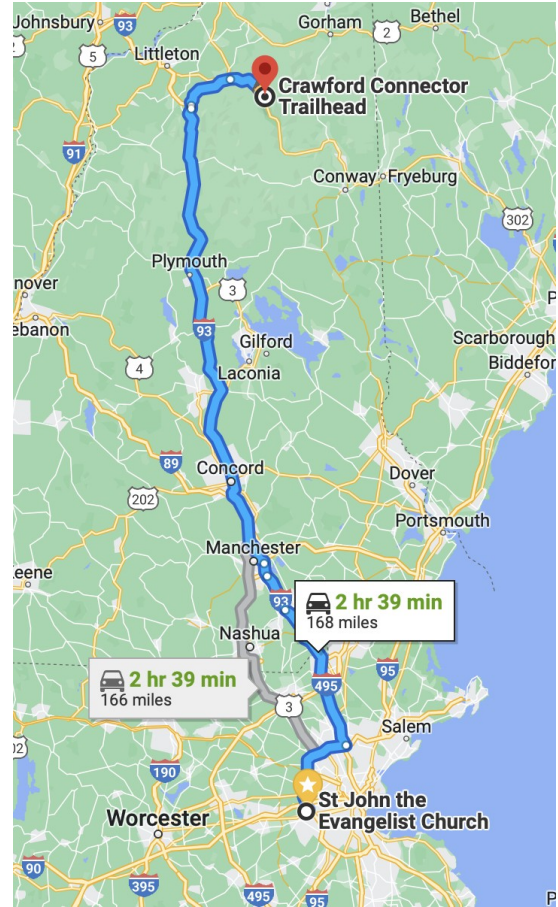 Johnsbury
93
Gorham
Bethel
2
5
Littleton
Crawford Connector
Trailhead
91
Conway
Fryeburg
302
Plymouth
nover
3
ebanon
93
Gilford
Scarborough
Biddefor
4
Laconia
89
Concord
Dover
202
Portsmouth
Manchester
eene
93
2 hr 39 min
168 miles
Nashua
2 hr 39 min
166 miles
95
495
3
Salem
02
190
St John the
Evangelist Church
Worcester
90
395
495
95
P